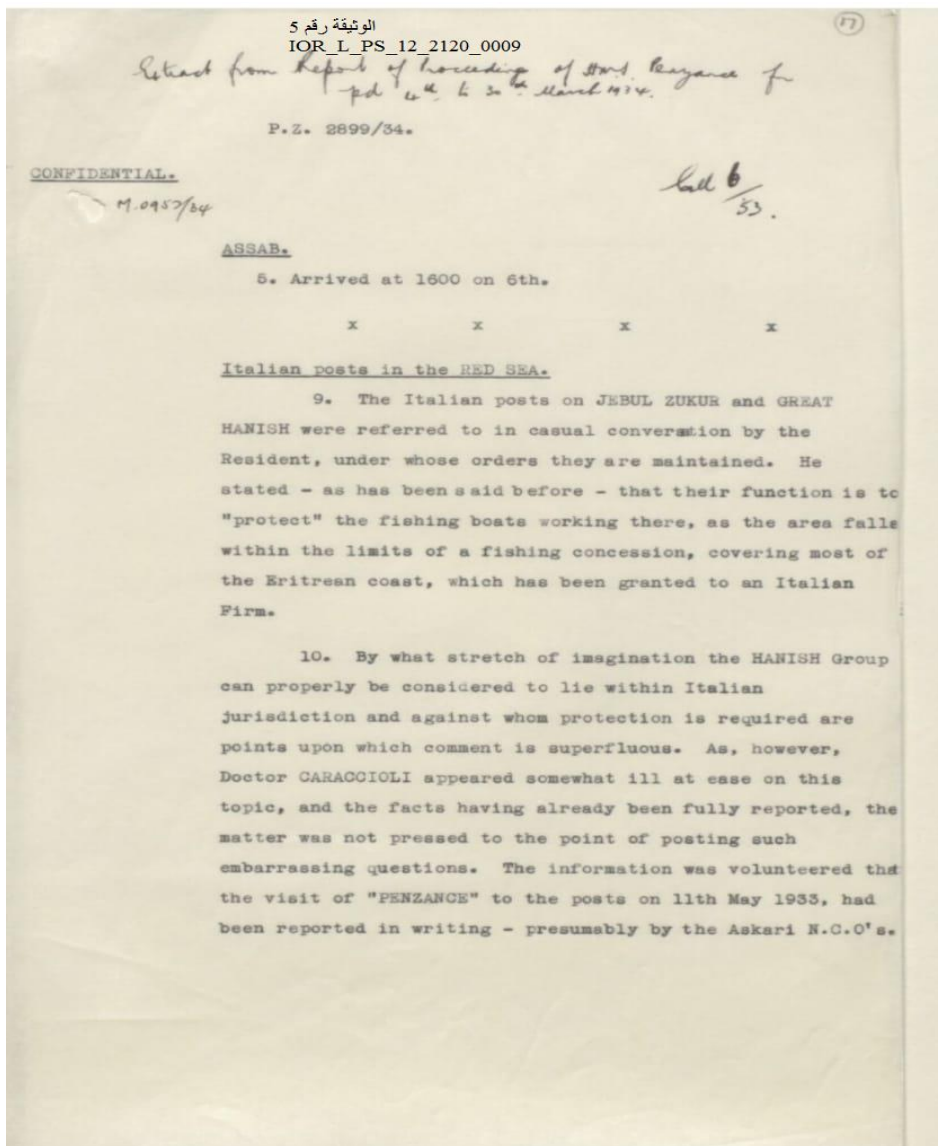 الوثيقة رقم 5
17
IOR_L_PS_12_2120_0009
Extract from Report of Proceedings of H.M.S. Penzance for
pd 4th to 30th March 1934.
P.Z. 2899/34.
CONFIDENTIAL.
M.0957/34
6/53.
ASSAB.
5. Arrived at 1600 on 6th.
x x x x
Italian posts in the RED SEA.
9. The Italian posts on JEBUL ZUKUR and GREAT
HANISH were referred to in casual conversation by the
Resident, under whose orders they are maintained. He
stated - as has been said before - that their function is to
"protect" the fishing boats working there, as the area falls
within the limits of a fishing concession, covering most of
the Eritrean coast, which has been granted to an Italian
Firm.
10. By what stretch of imagination the HANISH Group
can properly be considered to lie within Italian
jurisdiction and against whom protection is required are
points upon which comment is superfluous. As, however,
Doctor CARACCIOLI appeared somewhat ill at ease on this
topic, and the facts having already been fully reported, the
matter was not pressed to the point of posting such
embarrassing questions. The information was volunteered that
the visit of "PENZANCE" to the posts on 11th May 1933, had
been reported in writing - presumably by the Askari N.C.O's.